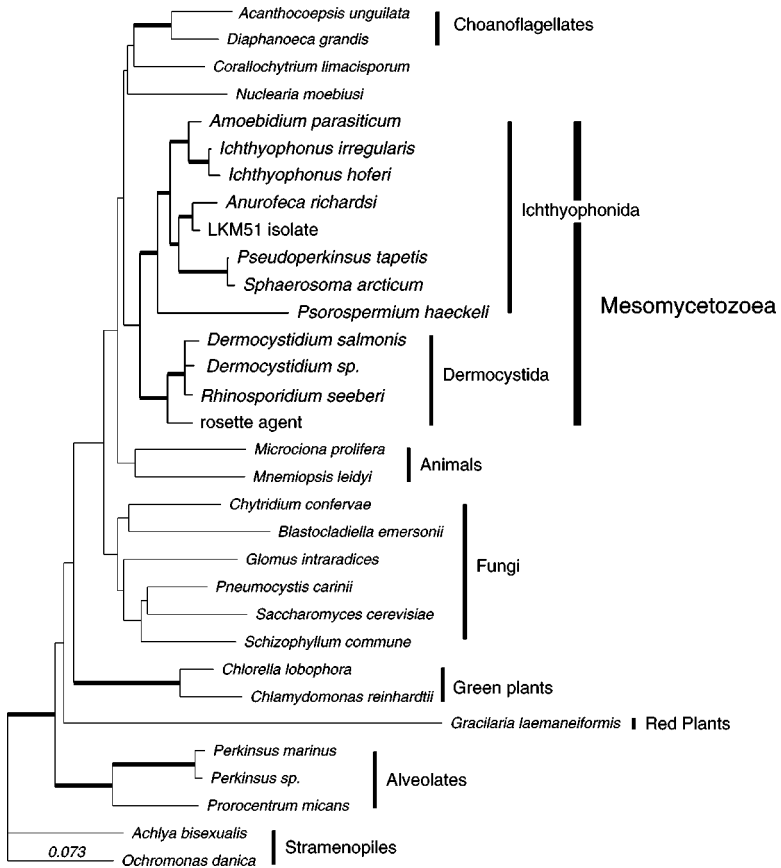 Acanthocoepsis unguilata
Choanoflagellates
Diaphanoeca grandis
Corallochytrium limacisporum
Nuclearia moebiusi
Amoebidium parasiticum
Ichthyophonus irregularis
Ichthyophonus hoferi
Anurofeca richardsi
Ichthyophonida
LKM51 isolate
Pseudoperkinsus tapetis
Sphaerosoma arcticum
Mesomycetozoea
Psorospermium haeckeli
Dermocystidium salmonis
Dermocystidium sp.
Dermocystida
Rhinosporidium seeberi
rosette agent
Microciona prolifera
Animals
Mnemiopsis leidyi
Chytridium confervae
Blastocladiella emersonii
Glomus intraradices
Fungi
Pneumocystis carinii
Saccharomyces cerevisiae
Schizophyllum commune
Chlorella lobophora
Green plants
Chlamydomonas reinhardtii
Gracilaria laemaneiformis
Red Plants
Perkinsus marinus
Perkinsus sp.
Alveolates
Prorocentrum micans
Achlya bisexualis
0.073
Stramenopiles
Ochromonas danica